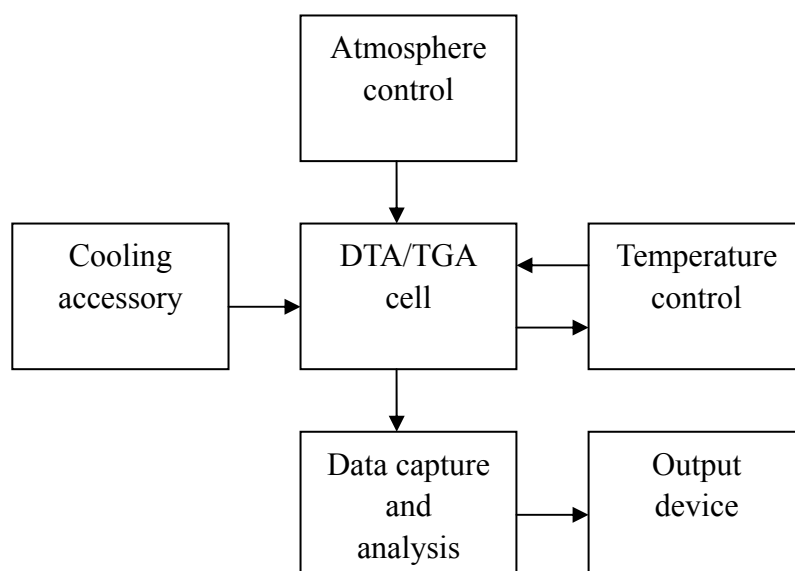 Atmosphere
control
Cooling
accessory
DTA/TGA
cell
Temperature
control
Data capture
and
analysis
Output
device